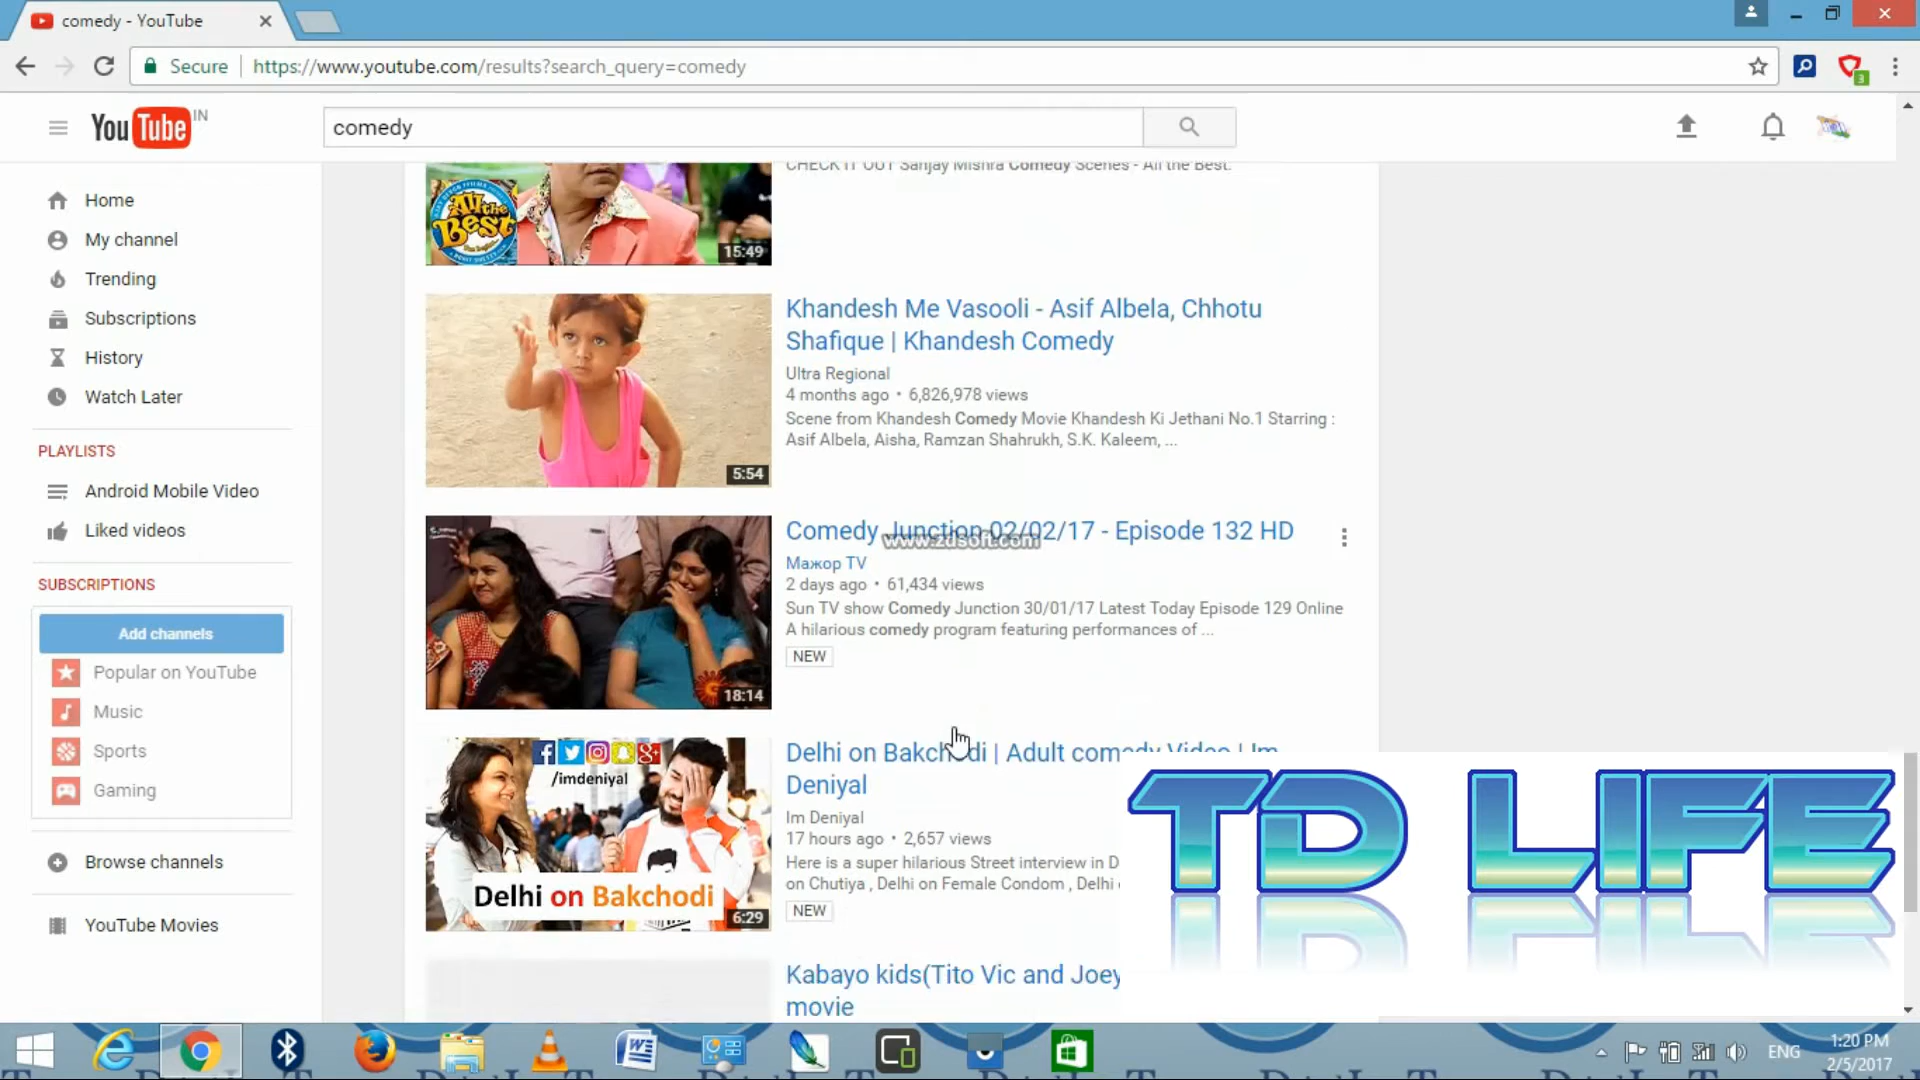 comedy - YouTube
Secure
https://www.youtube.com/results?search_query=comedy
YouTube IN
comedy
Home
My channel
Trending
Subscriptions
History
Watch Later
PLAYLISTS
Android Mobile Video
Liked videos
SUBSCRIPTIONS
Add channels
Popular on YouTube
Music
Sports
Gaming
Browse channels
YouTube Movies
CHECK IT OUT Sanjay Mishra Comedy Scenes - All the Best.
All the
Best
15:49
Khandesh Me Vasooli - Asif Albela, Chhotu
Shafique | Khandesh Comedy
Ultra Regional
4 months ago • 6,826,978 views
Scene from Khandesh Comedy Movie Khandesh Ki Jethani No.1 Starring :
Asif Albela, Aisha, Ramzan Shahrukh, S.K. Kaleem, ...
5:54
Comedy Junction 02/02/17 - Episode 132 HD
www.zdsoft.com
Мажор TV
2 days ago • 61,434 views
Sun TV show Comedy Junction 30/01/17 Latest Today Episode 129 Online
A hilarious comedy program featuring performances of ...
NEW
18:14
Delhi on Bakchodi | Adult comedy Video | Im
Deniyal
Im Deniyal
17 hours ago • 2,657 views
Here is a super hilarious Street interview in D
on Chutiya , Delhi on Female Condom , Delhi
NEW
/imdeniyal
Delhi on Bakchodi
6:29
TD LIFE
Kabayo kids(Tito Vic and Joey
movie
ENG
1:20 PM
2/5/2017